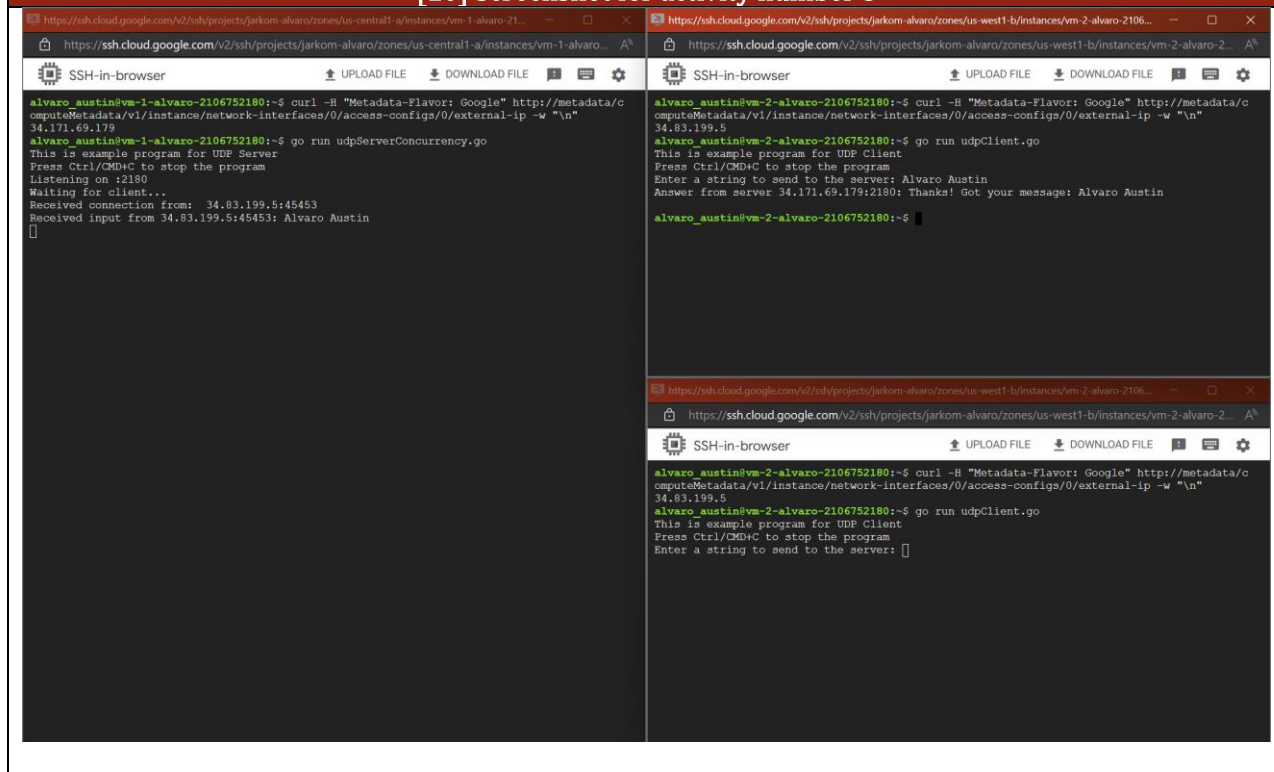 https://ssh.cloud.google.com/v2/ssh/projects/jarkom-alvaro/zones/us-central1-a/instances/vm-1-alvaro-21...
https://ssh.cloud.google.com/v2/ssh/projects/jarkom-alvaro/zones/us-central1-a/instances/vm-1-alvaro...
SSH-in-browser
UPLOAD FILE
DOWNLOAD FILE
alvaro_austin@vm-1-alvaro-2106752180:~$ curl -H "Metadata-Flavor: Google" http://metadata/c
omputeMetadata/v1/instance/network-interfaces/0/access-configs/0/external-ip -w "\n"
34.171.69.179
alvaro_austin@vm-1-alvaro-2106752180:~$ go run udpServerConcurrency.go
This is example program for UDP Server
Press Ctrl/CMD+C to stop the program
Listening on :2180
Waiting for client...
Received connection from:  34.83.199.5:45453
Received input from 34.83.199.5:45453: Alvaro Austin
https://ssh.cloud.google.com/v2/ssh/projects/jarkom-alvaro/zones/us-west1-b/instances/vm-2-alvaro-2106...
https://ssh.cloud.google.com/v2/ssh/projects/jarkom-alvaro/zones/us-west1-b/instances/vm-2-alvaro-2...
SSH-in-browser
UPLOAD FILE
DOWNLOAD FILE
alvaro_austin@vm-2-alvaro-2106752180:~$ curl -H "Metadata-Flavor: Google" http://metadata/c
omputeMetadata/v1/instance/network-interfaces/0/access-configs/0/external-ip -w "\n"
34.83.199.5
alvaro_austin@vm-2-alvaro-2106752180:~$ go run udpClient.go
This is example program for UDP Client
Press Ctrl/CMD+C to stop the program
Enter a string to send to the server: Alvaro Austin
Answer from server 34.171.69.179:2180: Thanks! Got your message: Alvaro Austin
alvaro_austin@vm-2-alvaro-2106752180:~$
https://ssh.cloud.google.com/v2/ssh/projects/jarkom-alvaro/zones/us-west1-b/instances/vm-2-alvaro-2106...
https://ssh.cloud.google.com/v2/ssh/projects/jarkom-alvaro/zones/us-west1-b/instances/vm-2-alvaro-2...
SSH-in-browser
UPLOAD FILE
DOWNLOAD FILE
alvaro_austin@vm-2-alvaro-2106752180:~$ curl -H "Metadata-Flavor: Google" http://metadata/c
omputeMetadata/v1/instance/network-interfaces/0/access-configs/0/external-ip -w "\n"
34.83.199.5
alvaro_austin@vm-2-alvaro-2106752180:~$ go run udpClient.go
This is example program for UDP Client
Press Ctrl/CMD+C to stop the program
Enter a string to send to the server: